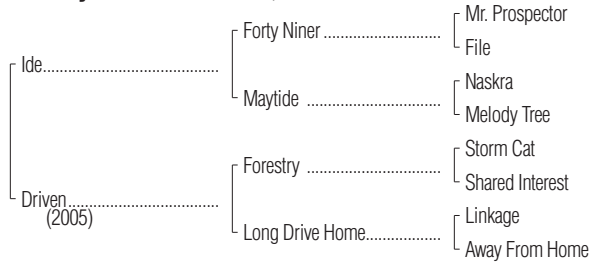 Mr. Prospector
Forty Niner ..............................
File
Ide.............................................
Naskra
Maytide ..................................
Melody Tree
Storm Cat
Forestry ..................................
Shared Interest
Driven........................................
(2005)
Linkage
Long Drive Home...................
Away From Home